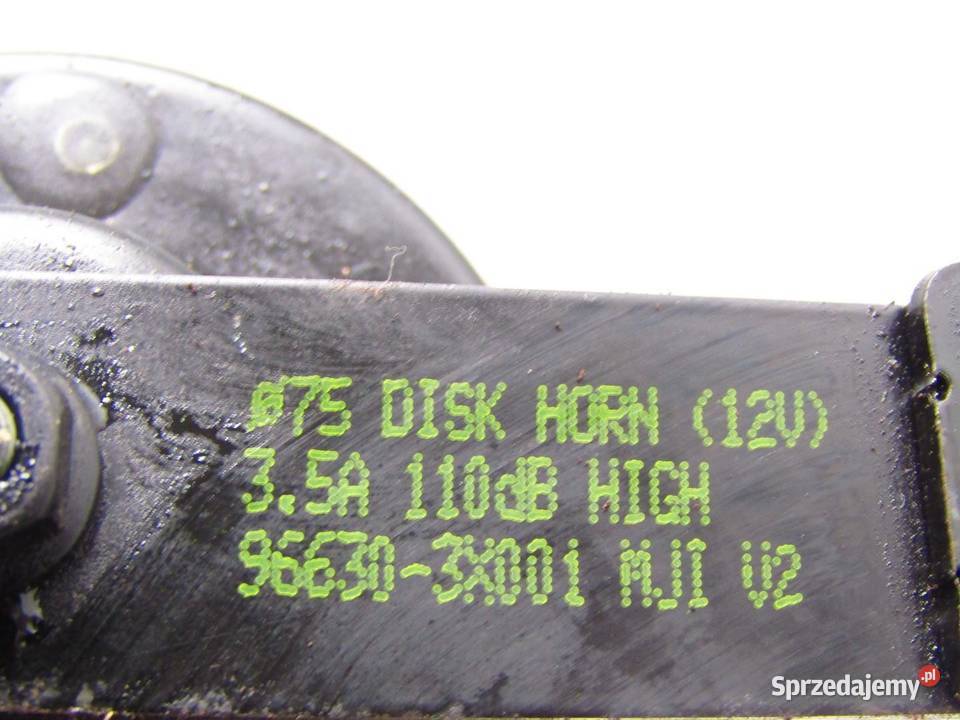 ø75 DISK HORN (12V)
3.5A 110dB HIGH
96630-3X001 MJI V2
Sprzedajemy.pl